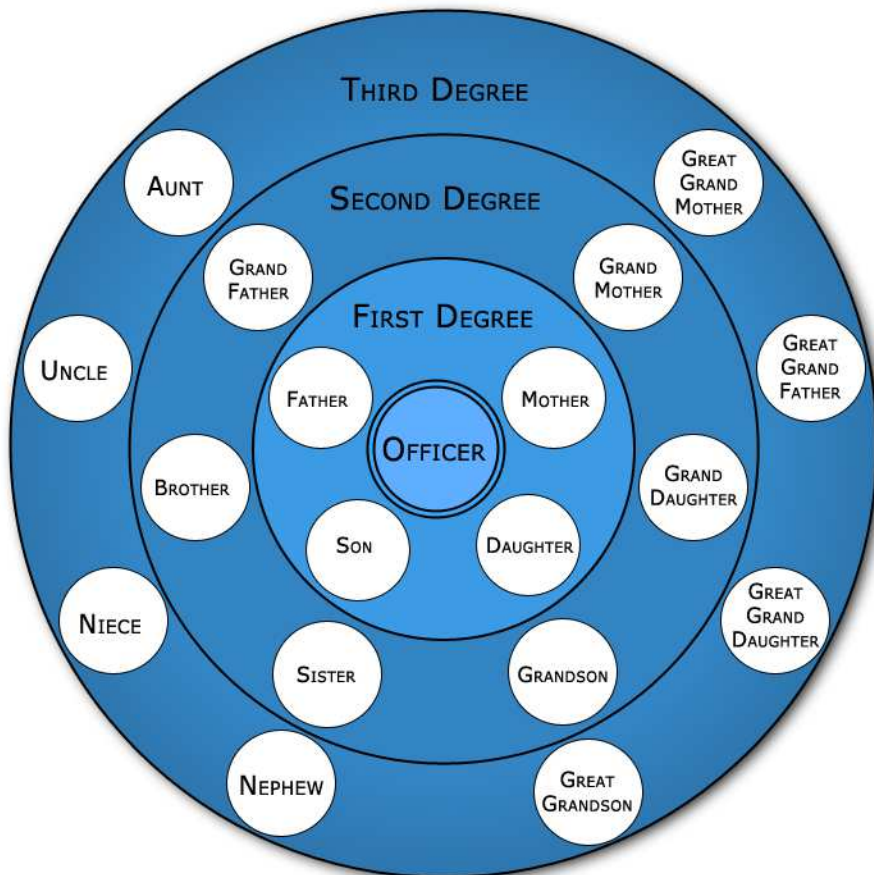 Third Degree
Aunt
Great
Grand
Mother
Second Degree
Grand
Father
Grand
Mother
First Degree
Uncle
Great
Grand
Father
Father
Mother
Officer
Brother
Grand
Daughter
Son
Daughter
Niece
Great
Grand
Daughter
Sister
Grandson
Nephew
Great
Grandson